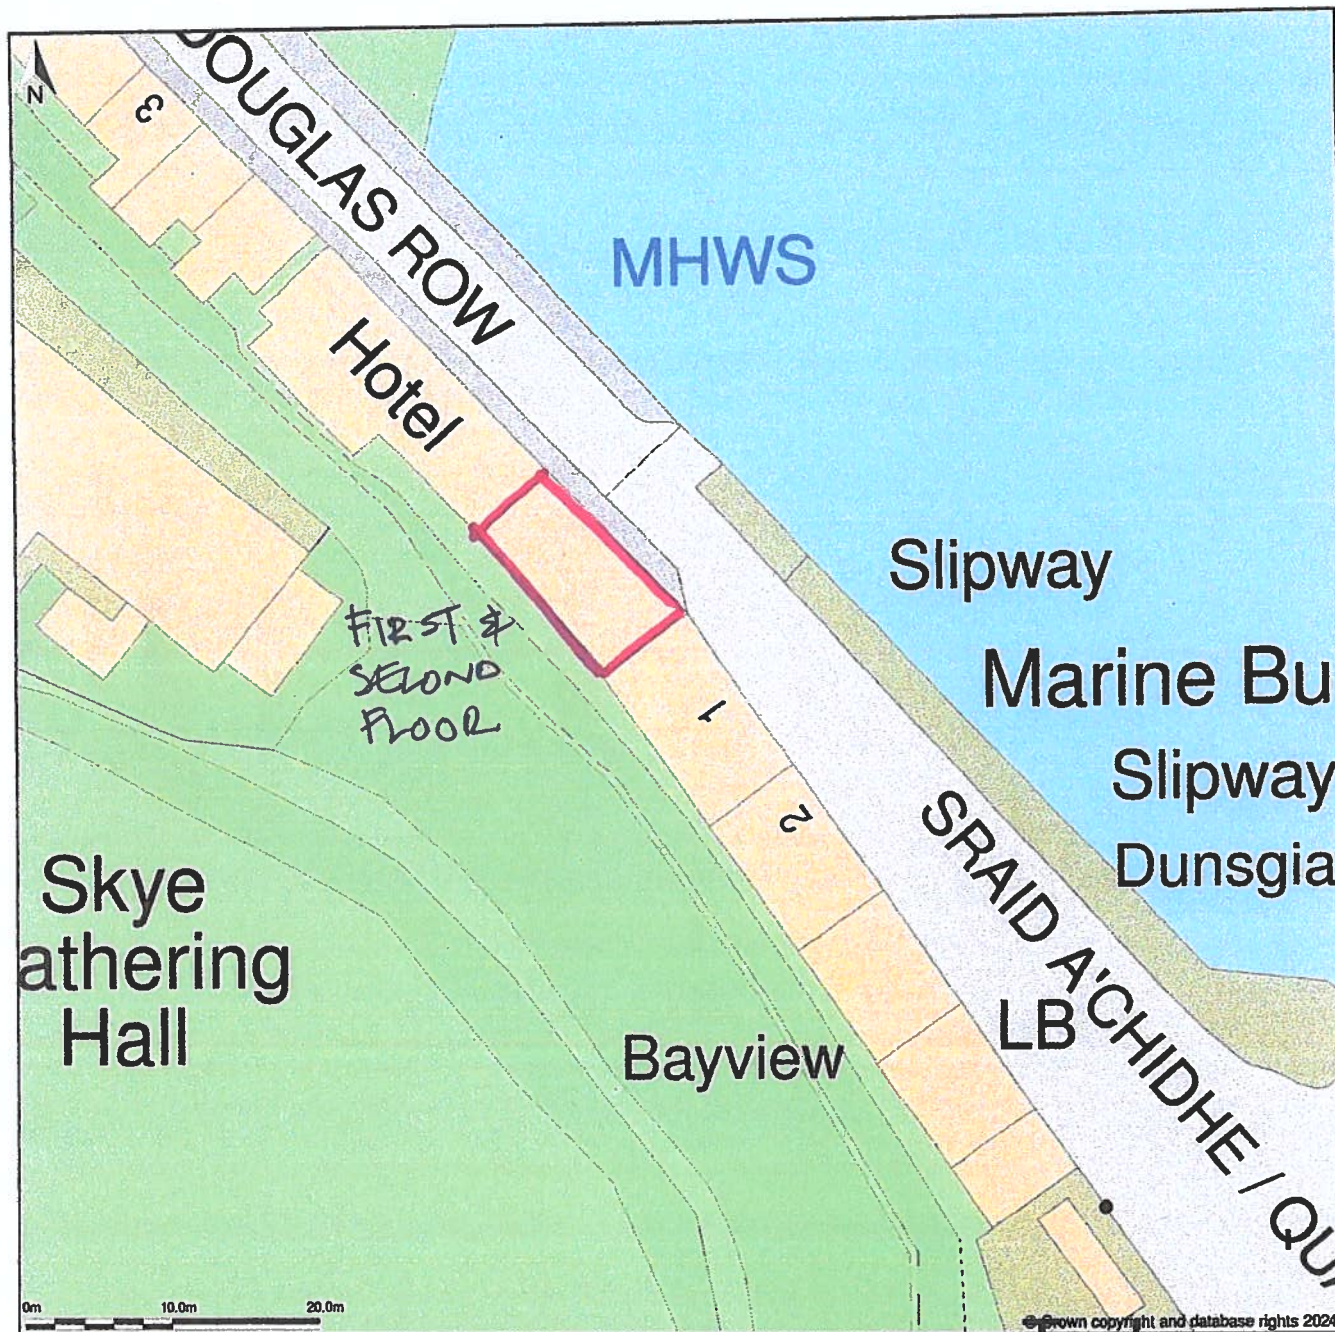 N
3
DOUGLAS ROW
MHWS
Hotel
Slipway
FIRST &
SECOND
FLOOR
Marine Bu
1
Slipway
2
Dunsgia
SRAID A'CHIDHE / QUA
Skye
athering
Hall
LB
Bayview
0m 10.0m 20.0m
© Crown copyright and database rights 2024